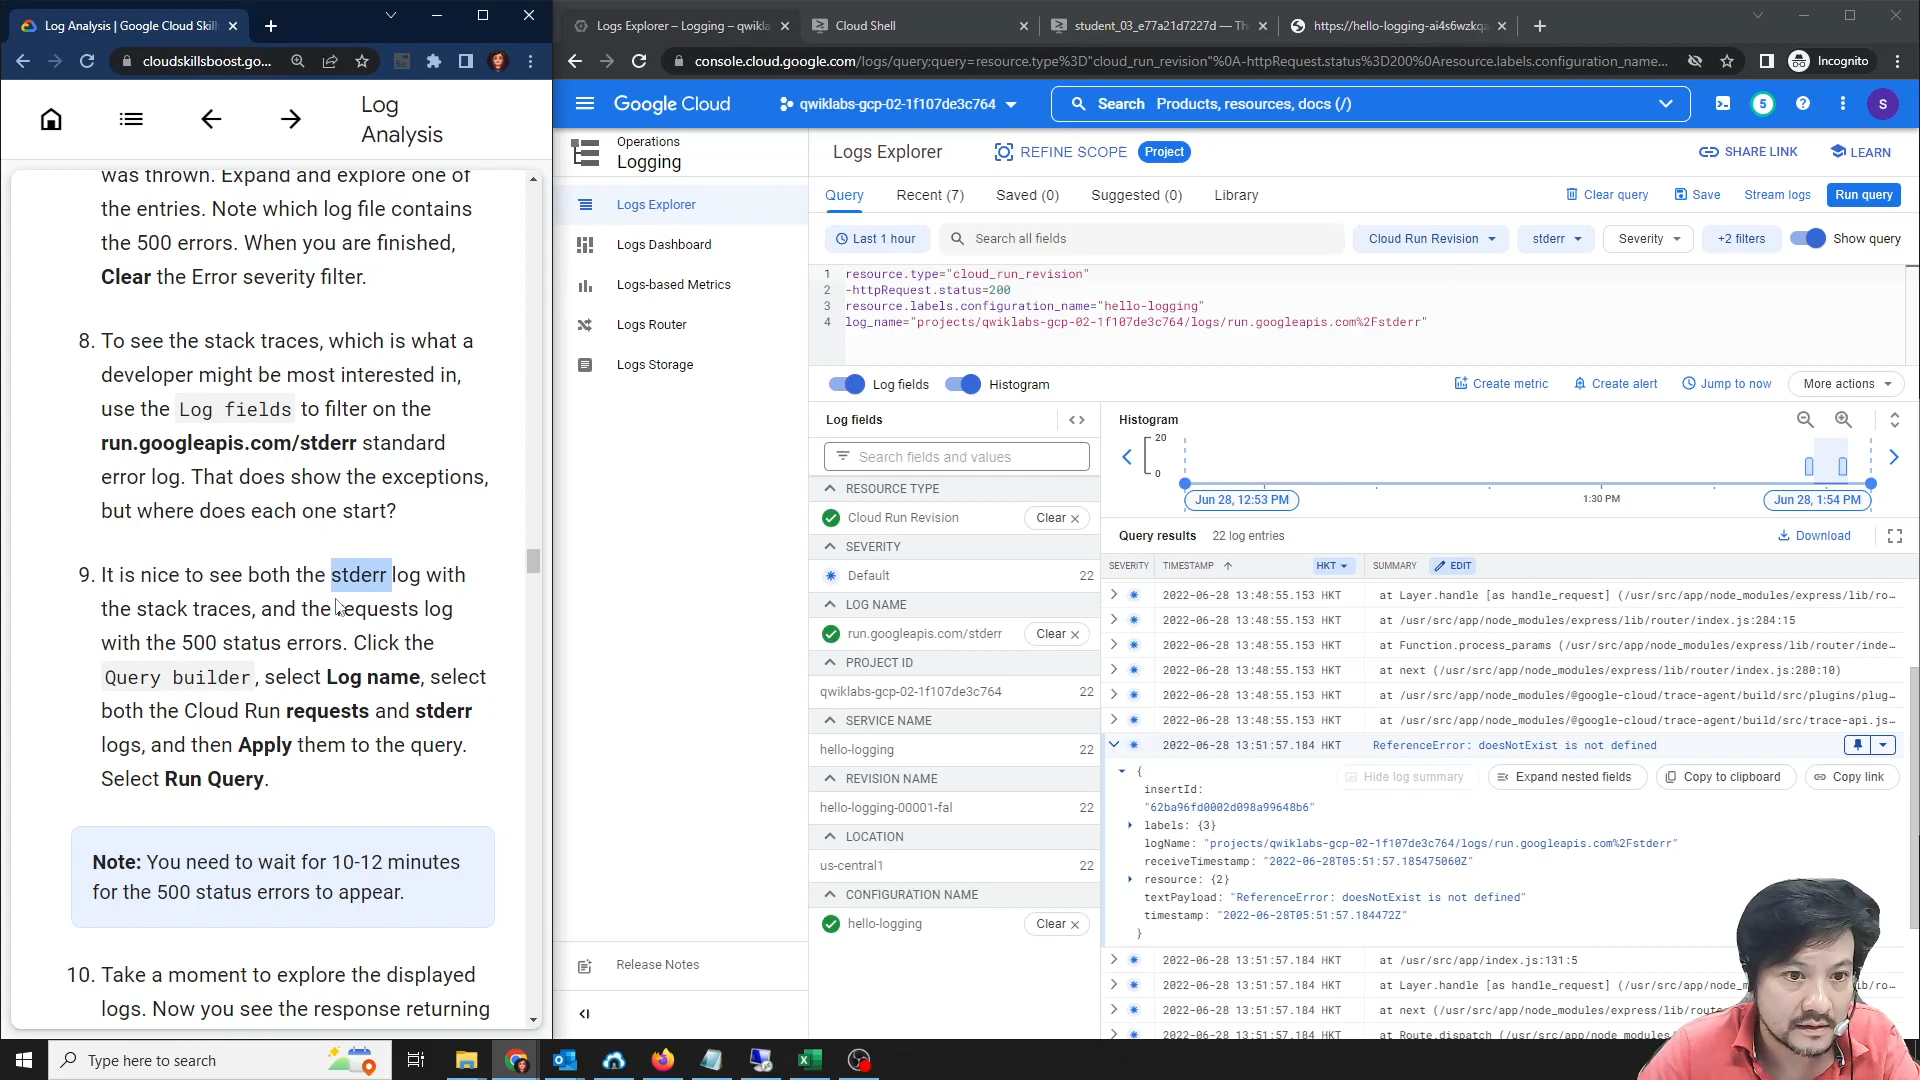 Log Analysis | Google Cloud Skill
cloudskillsboost.go...
Log
Analysis
was thrown. Expand and explore one of
the entries. Note which log file contains
the 500 errors. When you are finished,
Clear the Error severity filter.
8. To see the stack traces, which is what a
developer might be most interested in,
use the Log fields to filter on the
run.googleapis.com/stderr standard
error log. That does show the exceptions,
but where does each one start?
9. It is nice to see both the stderr log with
the stack traces, and the requests log
with the 500 status errors. Click the
Query builder, select Log name, select
both the Cloud Run requests and stderr
logs, and then Apply them to the query.
Select Run Query.
Note: You need to wait for 10-12 minutes
for the 500 status errors to appear.
10. Take a moment to explore the displayed
logs. Now you see the response returning
Type here to search
Logs Explorer – Logging – qwikla
Cloud Shell
student_03_e77a21d7227d — Th
https://hello-logging-ai4s6wzkqa
console.cloud.google.com/logs/query;query=resource.type%3D"cloud_run_revision"%0A-httpRequest.status%3D200%0Aresource.labels.configuration_name...
Incognito
Google Cloud
qwiklabs-gcp-02-1f107de3c764
Search Products, resources, docs (/)
5
S
Operations
Logging
Logs Explorer
REFINE SCOPE
Project
SHARE LINK
LEARN
Logs Explorer
Logs Dashboard
Logs-based Metrics
Logs Router
Logs Storage
Release Notes
Query
Recent (7)
Saved (0)
Suggested (0)
Library
Clear query
Save
Stream logs
Run query
Last 1 hour
Search all fields
Cloud Run Revision
stderr
Severity
+2 filters
Show query
1 resource.type="cloud_run_revision"
2 -httpRequest.status=200
3 resource.labels.configuration_name="hello-logging"
4 log_name="projects/qwiklabs-gcp-02-1f107de3c764/logs/run.googleapis.com%2Fstderr"
Log fields
Histogram
Create metric
Create alert
Jump to now
More actions
Log fields
Search fields and values
RESOURCE TYPE
Cloud Run Revision Clear
SEVERITY
Default 22
LOG NAME
run.googleapis.com/stderr Clear
PROJECT ID
qwiklabs-gcp-02-1f107de3c764 22
SERVICE NAME
hello-logging 22
REVISION NAME
hello-logging-00001-fal 22
LOCATION
us-central1 22
CONFIGURATION NAME
hello-logging Clear
Histogram
20
0
Jun 28, 12:53 PM
1:30 PM
Jun 28, 1:54 PM
Query results 22 log entries
Download
SEVERITY TIMESTAMP HKT SUMMARY EDIT
2022-06-28 13:48:55.153 HKT at Layer.handle [as handle_request] (/usr/src/app/node_modules/express/lib/ro…
2022-06-28 13:48:55.153 HKT at /usr/src/app/node_modules/express/lib/router/index.js:284:15
2022-06-28 13:48:55.153 HKT at Function.process_params (/usr/src/app/node_modules/express/lib/router/inde…
2022-06-28 13:48:55.153 HKT at next (/usr/src/app/node_modules/express/lib/router/index.js:280:10)
2022-06-28 13:48:55.153 HKT at /usr/src/app/node_modules/@google-cloud/trace-agent/build/src/plugins/plug…
2022-06-28 13:48:55.153 HKT at /usr/src/app/node_modules/@google-cloud/trace-agent/build/src/trace-api.js…
2022-06-28 13:51:57.184 HKT ReferenceError: doesNotExist is not defined
{
Hide log summary
Expand nested fields
Copy to clipboard
Copy link
insertId:
"62ba96fd0002d098a99648b6"
labels: {3}
logName: "projects/qwiklabs-gcp-02-1f107de3c764/logs/run.googleapis.com%2Fstderr"
receiveTimestamp: "2022-06-28T05:51:57.185475060Z"
resource: {2}
textPayload: "ReferenceError: doesNotExist is not defined"
timestamp: "2022-06-28T05:51:57.184472Z"
}
2022-06-28 13:51:57.184 HKT at /usr/src/app/index.js:131:5
2022-06-28 13:51:57.184 HKT at Layer.handle [as handle_request] (/usr/src/app/node_m
2022-06-28 13:51:57.184 HKT at next (/usr/src/app/node_modules/express/lib/route
2022-06-28 13:51:57.184 HKT at Route.dispatch (/usr/src/app/node_modules/